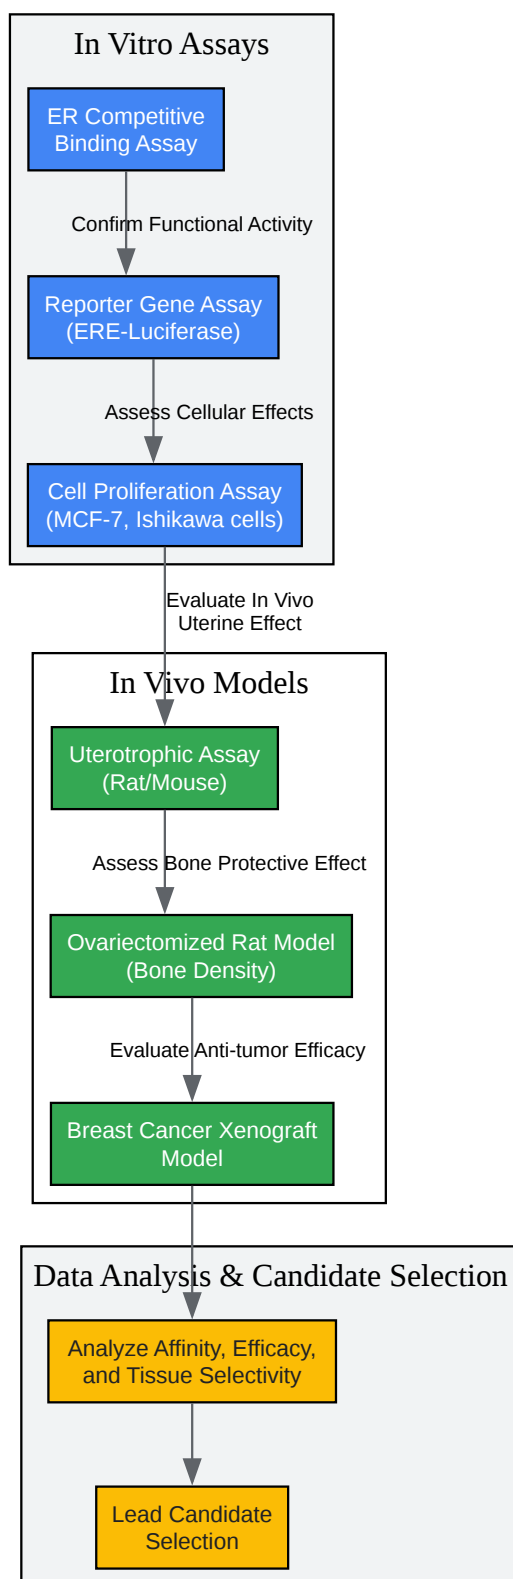 In Vitro Assays
ER Competitive
Binding Assay
Confirm Functional Activity
Reporter Gene Assay
(ERE-Luciferase)
Assess Cellular Effects
Cell Proliferation Assay
(MCF-7, Ishikawa cells)
Evaluate In Vivo
Uterine Effect
In Vivo Models
Uterotrophic Assay
(Rat/Mouse)
Assess Bone Protective Effect
Ovariectomized Rat Model
(Bone Density)
Evaluate Anti-tumor Efficacy
Breast Cancer Xenograft
Model
Data Analysis & Candidate Selection
Analyze Affinity, Efficacy,
and Tissue Selectivity
Lead Candidate
Selection